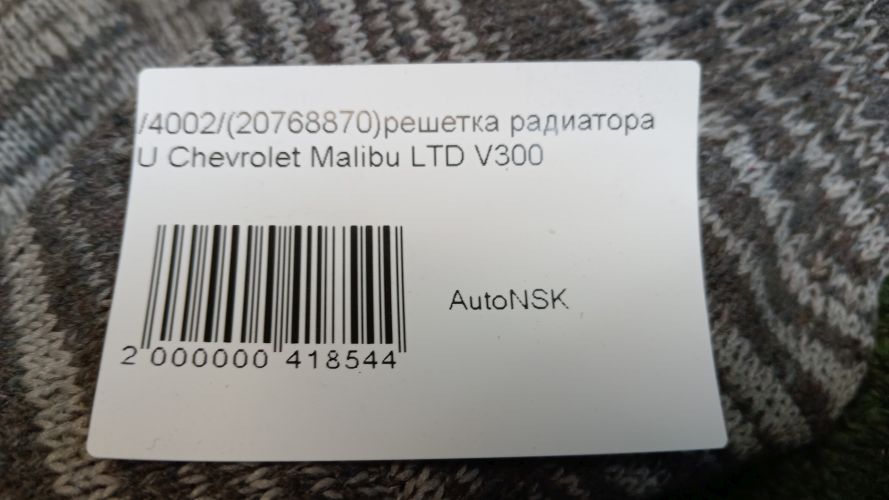 /4002/(20768870)решетка радиатора
U Chevrolet Malibu LTD V300
AutoNSK
2 000000 418544